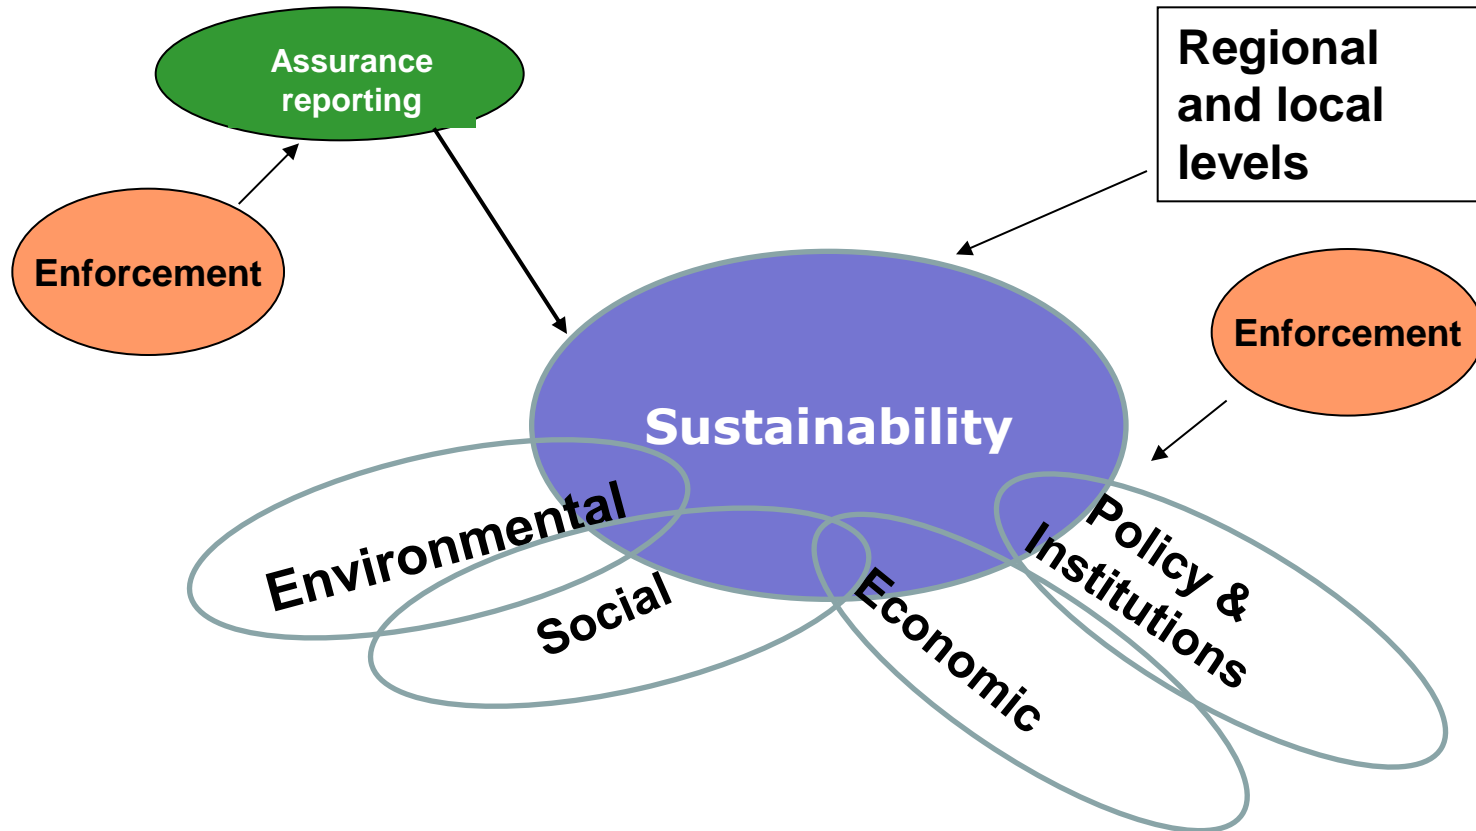 Assurance
reporting
Regional
and local
levels
Enforcement
Enforcement
Sustainability
Environmental
Social
Economic
Policy &
Institutions